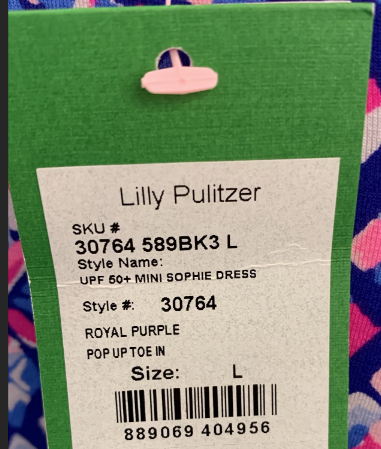 Lilly Pulitzer
SKU #
30764 589BK3 L
Style Name:
UPF 50+ MINI SOPHIE DRESS
Style #: 30764
ROYAL PURPLE
POP UP TOE IN
Size: L
889069 404956